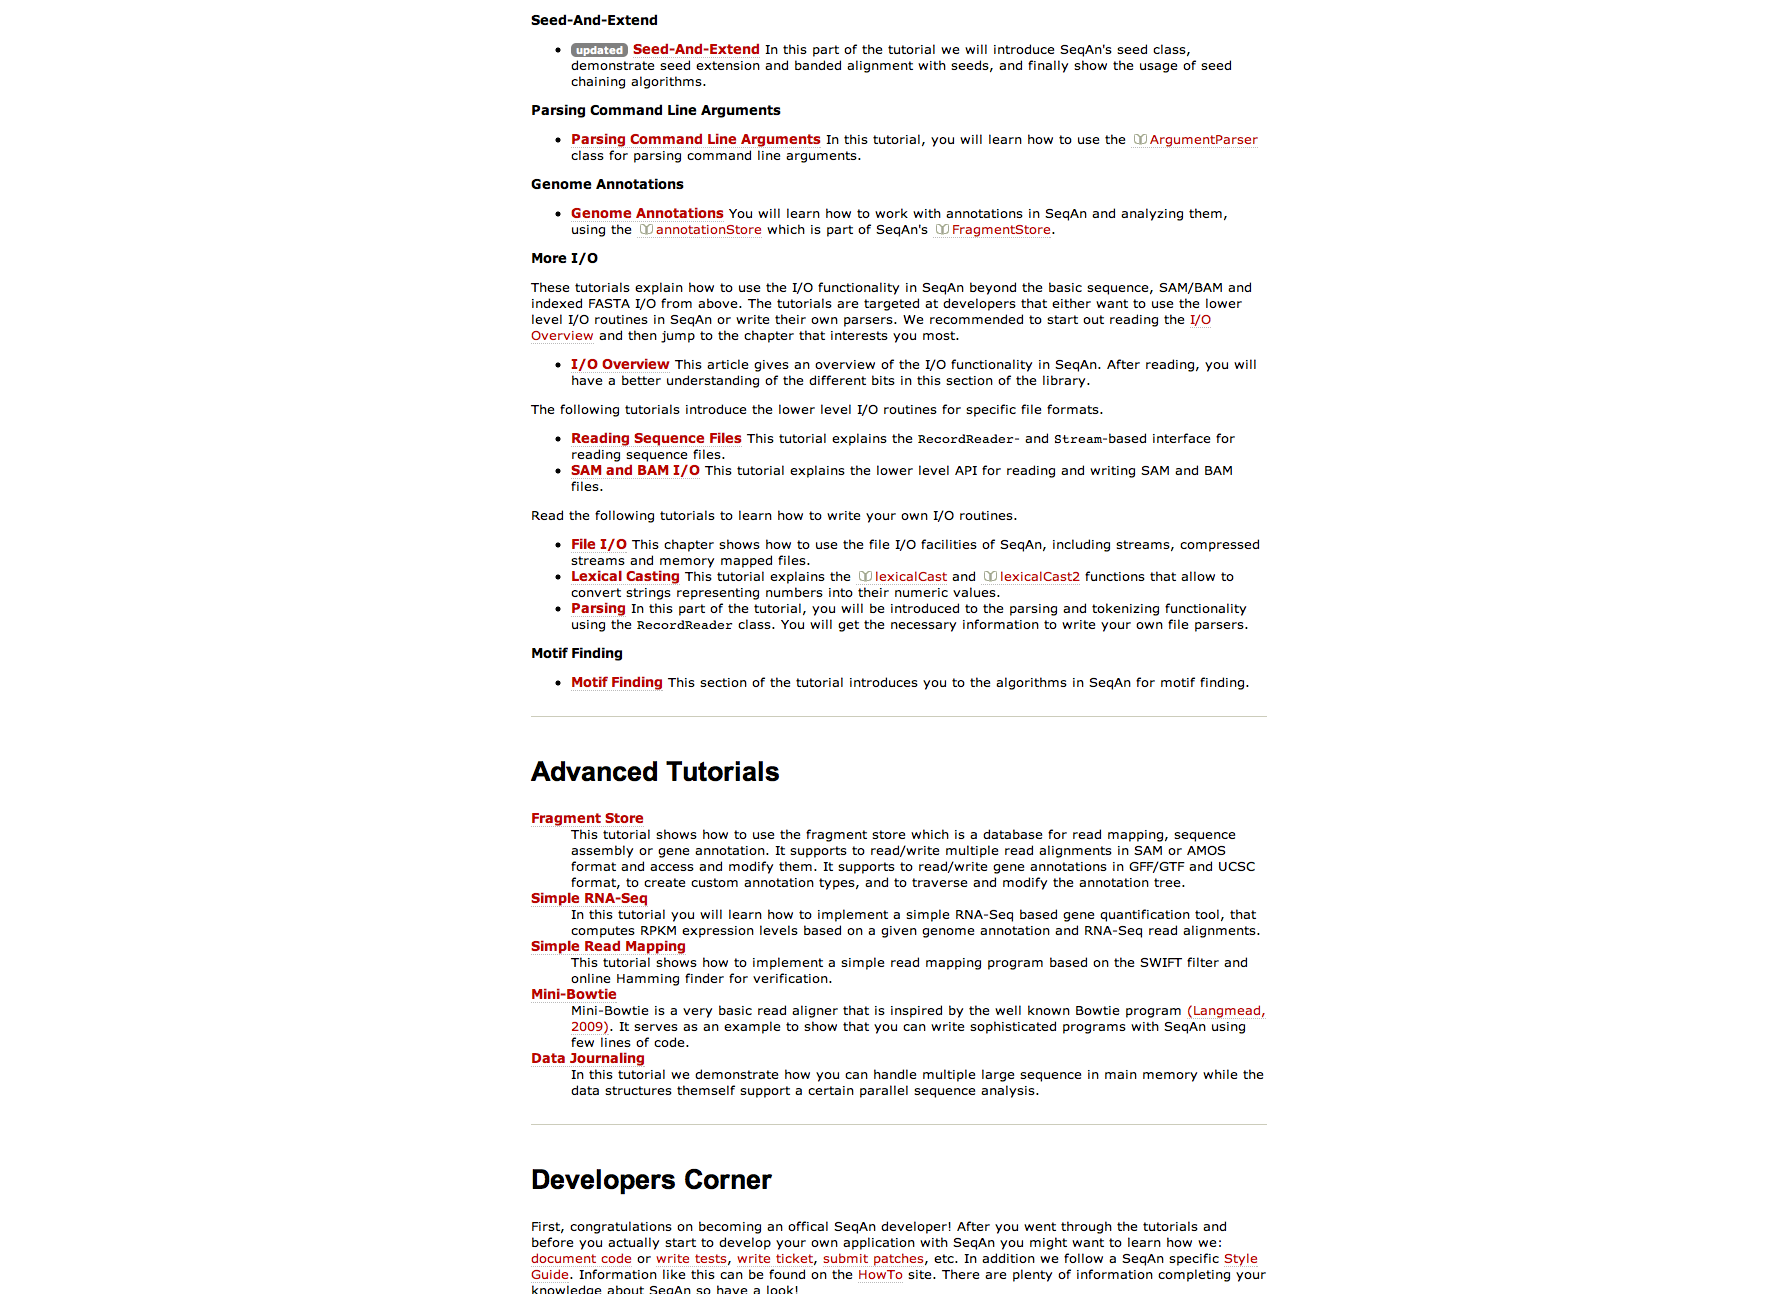 Seed-And-Extend
• updated Seed-And-Extend In this part of the tutorial we will introduce SeqAn's seed class,
demonstrate seed extension and banded alignment with seeds, and finally show the usage of seed
chaining algorithms.
Parsing Command Line Arguments
• Parsing Command Line Arguments In this tutorial, you will learn how to use the ArgumentParser
class for parsing command line arguments.
Genome Annotations
• Genome Annotations You will learn how to work with annotations in SeqAn and analyzing them,
using the annotationStore which is part of SeqAn's FragmentStore.
More I/O
These tutorials explain how to use the I/O functionality in SeqAn beyond the basic sequence, SAM/BAM and
indexed FASTA I/O from above. The tutorials are targeted at developers that either want to use the lower
level I/O routines in SeqAn or write their own parsers. We recommended to start out reading the I/O
Overview and then jump to the chapter that interests you most.
• I/O Overview This article gives an overview of the I/O functionality in SeqAn. After reading, you will
have a better understanding of the different bits in this section of the library.
The following tutorials introduce the lower level I/O routines for specific file formats.
• Reading Sequence Files This tutorial explains the RecordReader- and Stream-based interface for
reading sequence files.
• SAM and BAM I/O This tutorial explains the lower level API for reading and writing SAM and BAM
files.
Read the following tutorials to learn how to write your own I/O routines.
• File I/O This chapter shows how to use the file I/O facilities of SeqAn, including streams, compressed
streams and memory mapped files.
• Lexical Casting This tutorial explains the lexicalCast and lexicalCast2 functions that allow to
convert strings representing numbers into their numeric values.
• Parsing In this part of the tutorial, you will be introduced to the parsing and tokenizing functionality
using the RecordReader class. You will get the necessary information to write your own file parsers.
Motif Finding
• Motif Finding This section of the tutorial introduces you to the algorithms in SeqAn for motif finding.
Advanced Tutorials
Fragment Store
This tutorial shows how to use the fragment store which is a database for read mapping, sequence
assembly or gene annotation. It supports to read/write multiple read alignments in SAM or AMOS
format and access and modify them. It supports to read/write gene annotations in GFF/GTF and UCSC
format, to create custom annotation types, and to traverse and modify the annotation tree.
Simple RNA-Seq
In this tutorial you will learn how to implement a simple RNA-Seq based gene quantification tool, that
computes RPKM expression levels based on a given genome annotation and RNA-Seq read alignments.
Simple Read Mapping
This tutorial shows how to implement a simple read mapping program based on the SWIFT filter and
online Hamming finder for verification.
Mini-Bowtie
Mini-Bowtie is a very basic read aligner that is inspired by the well known Bowtie program (Langmead,
2009). It serves as an example to show that you can write sophisticated programs with SeqAn using
few lines of code.
Data Journaling
In this tutorial we demonstrate how you can handle multiple large sequence in main memory while the
data structures themself support a certain parallel sequence analysis.
Developers Corner
First, congratulations on becoming an offical SeqAn developer! After you went through the tutorials and
before you actually start to develop your own application with SeqAn you might want to learn how we:
document code or write tests, write ticket, submit patches, etc. In addition we follow a SeqAn specific Style
Guide. Information like this can be found on the HowTo site. There are plenty of information completing your
knowledge about SeqAn so have a look!